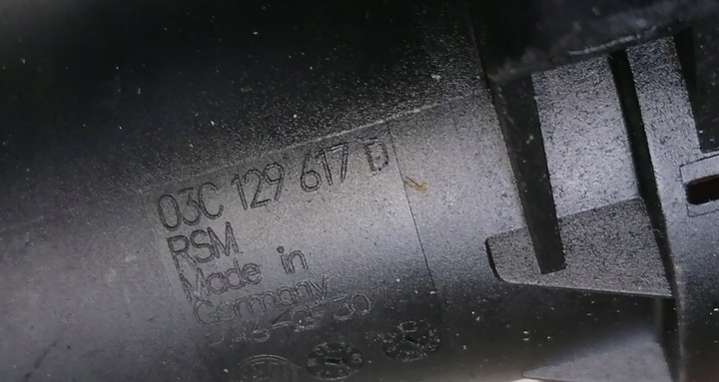 03C 129 617 D
RSM
Made in
Germany